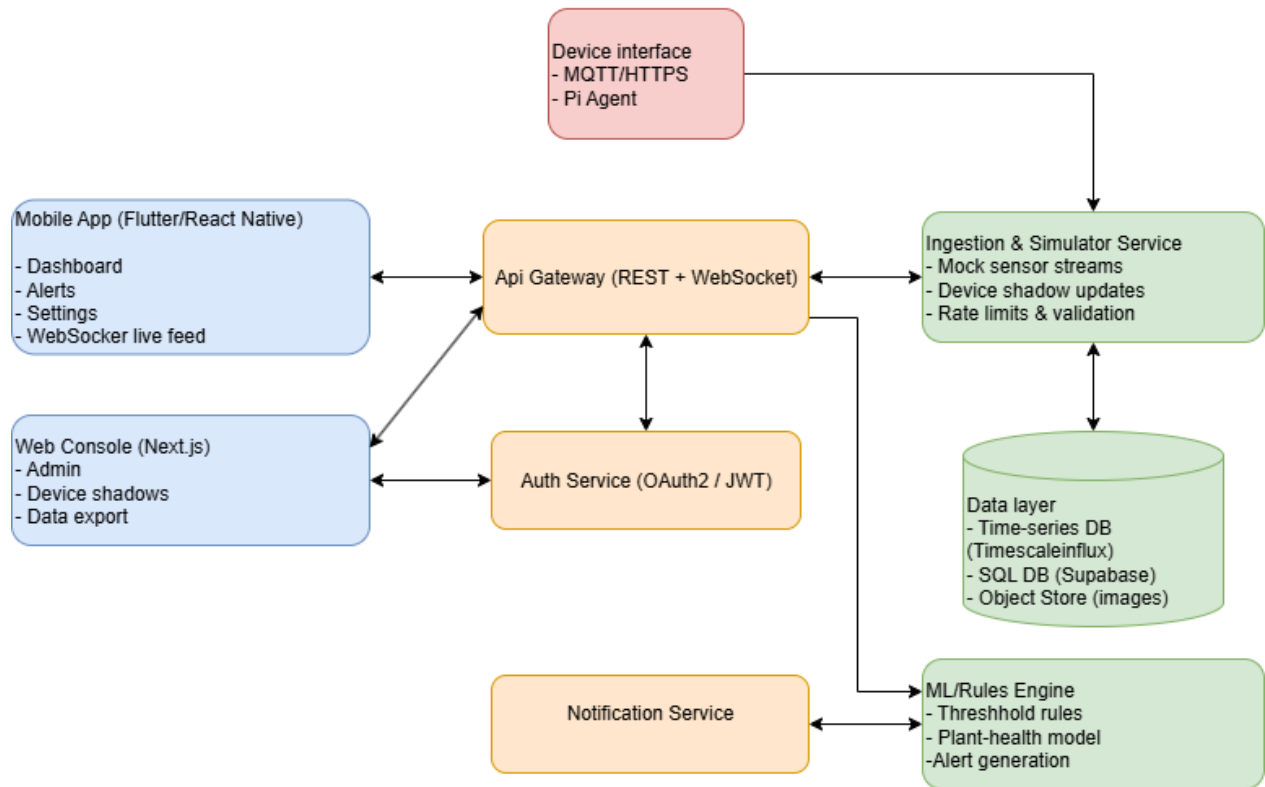 Device interface
- MQTT/HTTPS
- Pi Agent
Mobile App (Flutter/React Native)
- Dashboard
- Alerts
- Settings
- WebSocker live feed
Api Gateway (REST + WebSocket)
Ingestion & Simulator Service
- Mock sensor streams
- Device shadow updates
- Rate limits & validation
Web Console (Next.js)
- Admin
- Device shadows
- Data export
Auth Service (OAuth2 / JWT)
Data layer
- Time-series DB
(Timescaleinflux)
- SQL DB (Supabase)
- Object Store (images)
Notification Service
ML/Rules Engine
- Threshhold rules
- Plant-health model
-Alert generation